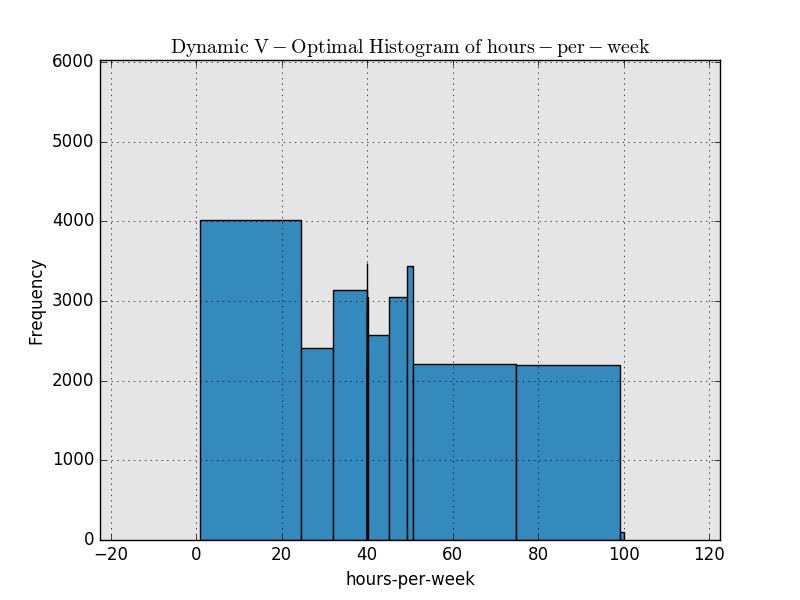 Dynamic V − Optimal Histogram of hours − per − week
6000
5000
4000
3000
2000
1000
0
Frequency
−20 0 20 40 60 80 100 120
hours-per-week